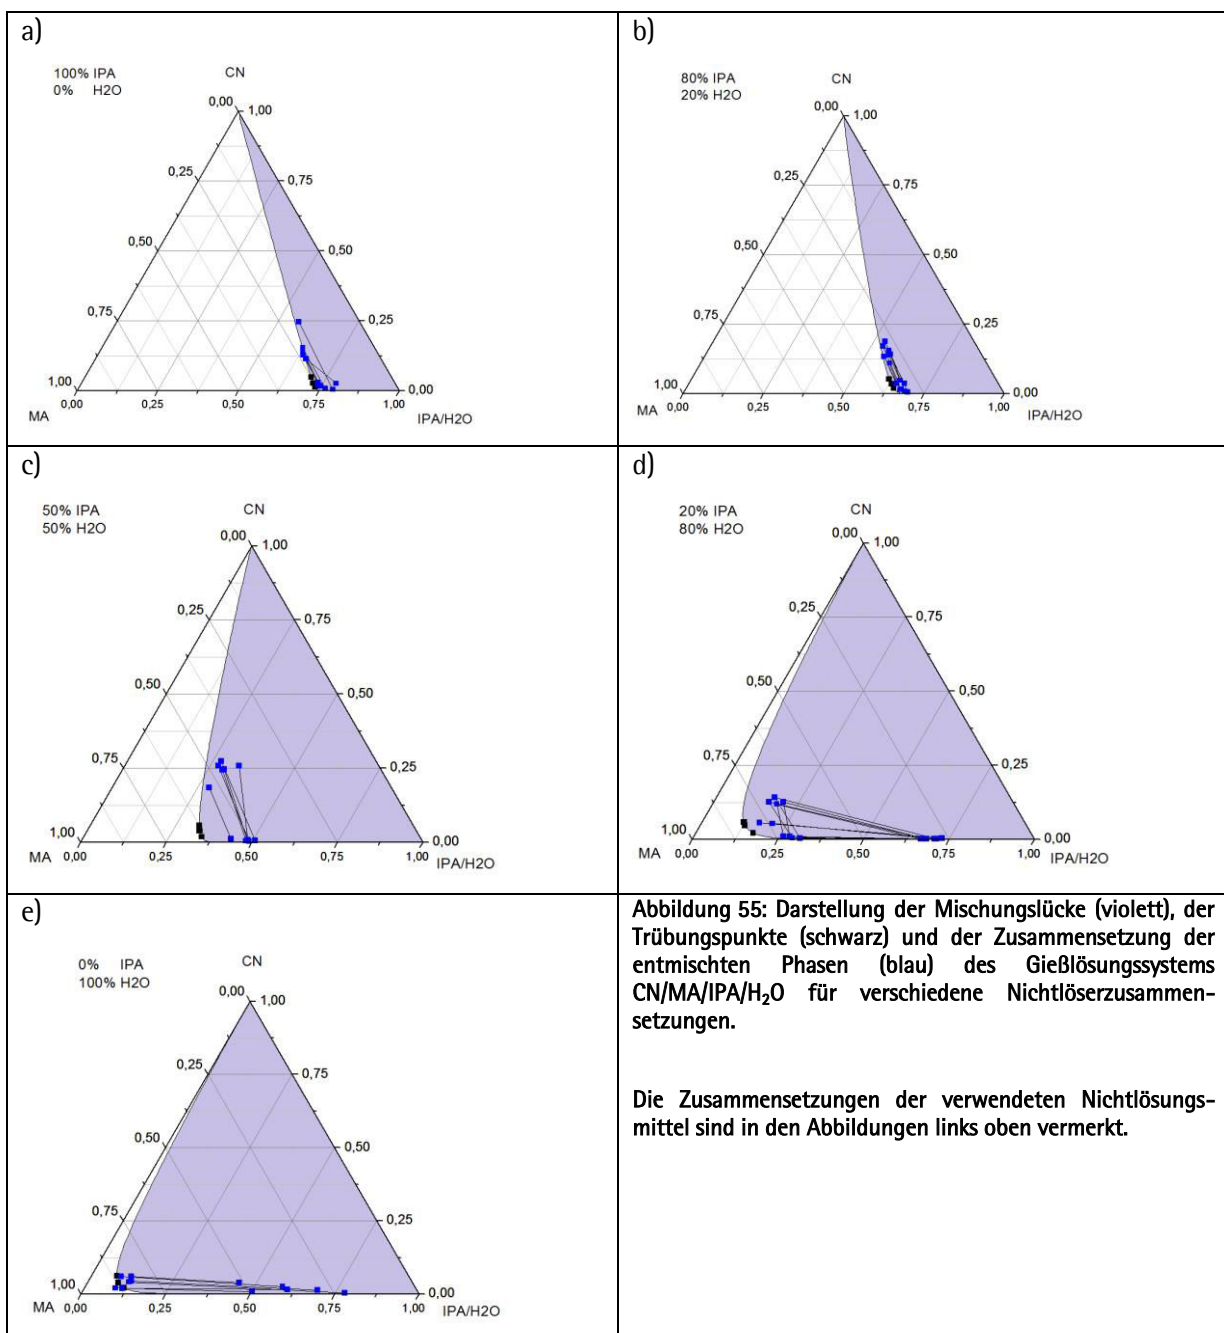 a)
100% IPA
0% H2O
CN
0,00 1,00
0,25 0,75
0,50 0,50
0,75 0,25
1,00 0,00
0,00 0,25 0,50 0,75 1,00
MA IPA/H2O
b)
80% IPA
20% H2O
CN
0,00 1,00
0,25 0,75
0,50 0,50
0,75 0,25
1,00 0,00
0,00 0,25 0,50 0,75 1,00
MA IPA/H2O
c)
50% IPA
50% H2O
CN
0,00 1,00
0,25 0,75
0,50 0,50
0,75 0,25
1,00 0,00
MA 0,00 0,25 0,50 0,75 1,00 IPA/H2O
d)
20% IPA
80% H2O
CN
0,00 1,00
0,25 0,75
0,50 0,50
0,75 0,25
1,00 0,00
MA 0,00 0,25 0,50 0,75 1,00 IPA/H2O
e)
0% IPA
100% H2O
CN
0,00 1,00
0,25 0,75
0,50 0,50
0,75 0,25
1,00 0,00
MA 0,00 0,25 0,50 0,75 1,00 IPA/H2O
Abbildung 55: Darstellung der Mischungslücke (violett), der
Trübungspunkte (schwarz) und der Zusammensetzung der
entmischten Phasen (blau) des Gießlösungssystems
CN/MA/IPA/H₂O für verschiedene Nichtlöserzusammen-
setzungen.
Die Zusammensetzungen der verwendeten Nichtlösungs-
mittel sind in den Abbildungen links oben vermerkt.